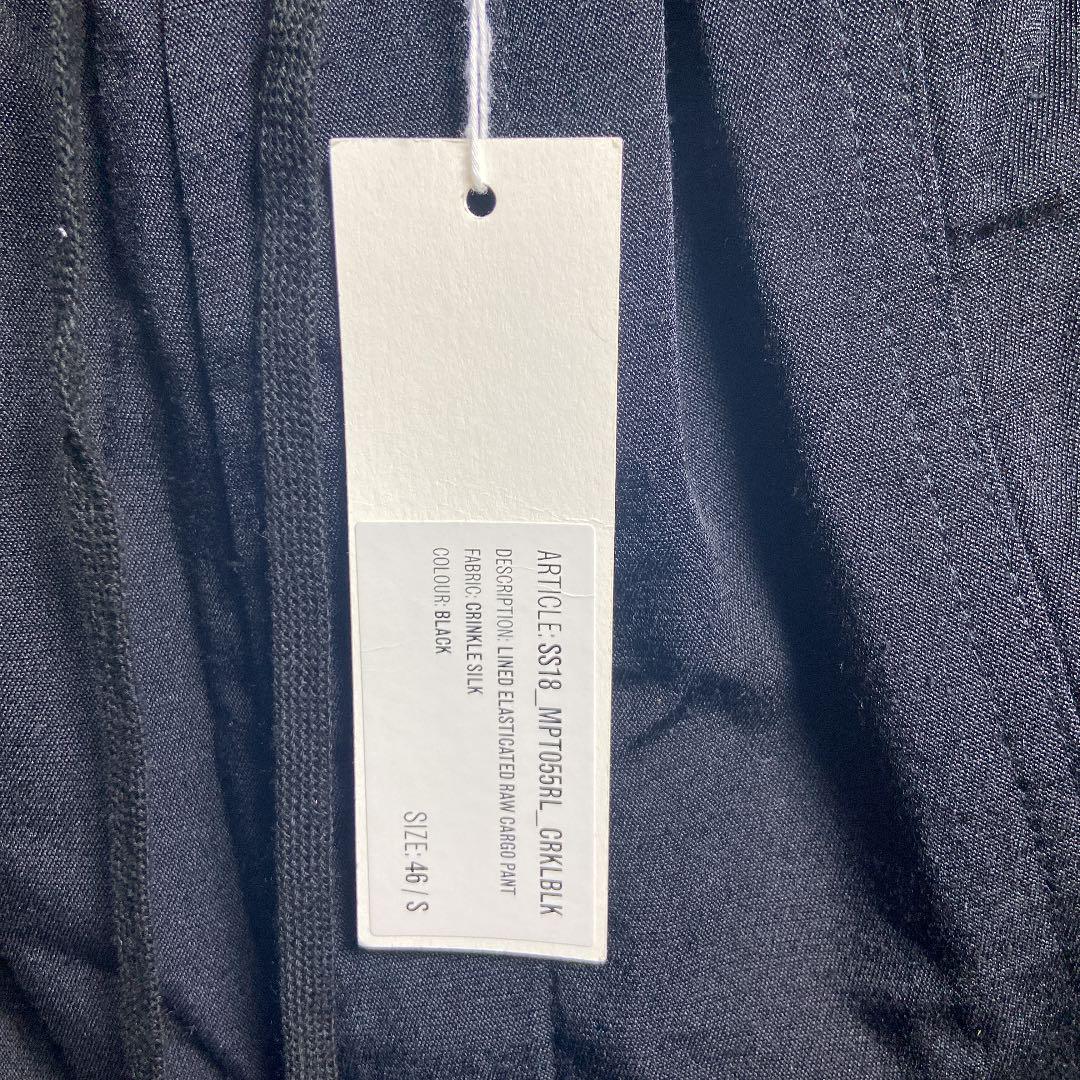 ARTICLE: SS18_MPT055RL_CRKLBLK
DESCRIPTION: LINED ELASTICATED RAW CARGO PANT
FABRIC: CRINKLE SILK
COLOUR: BLACK
SIZE: 46 / S